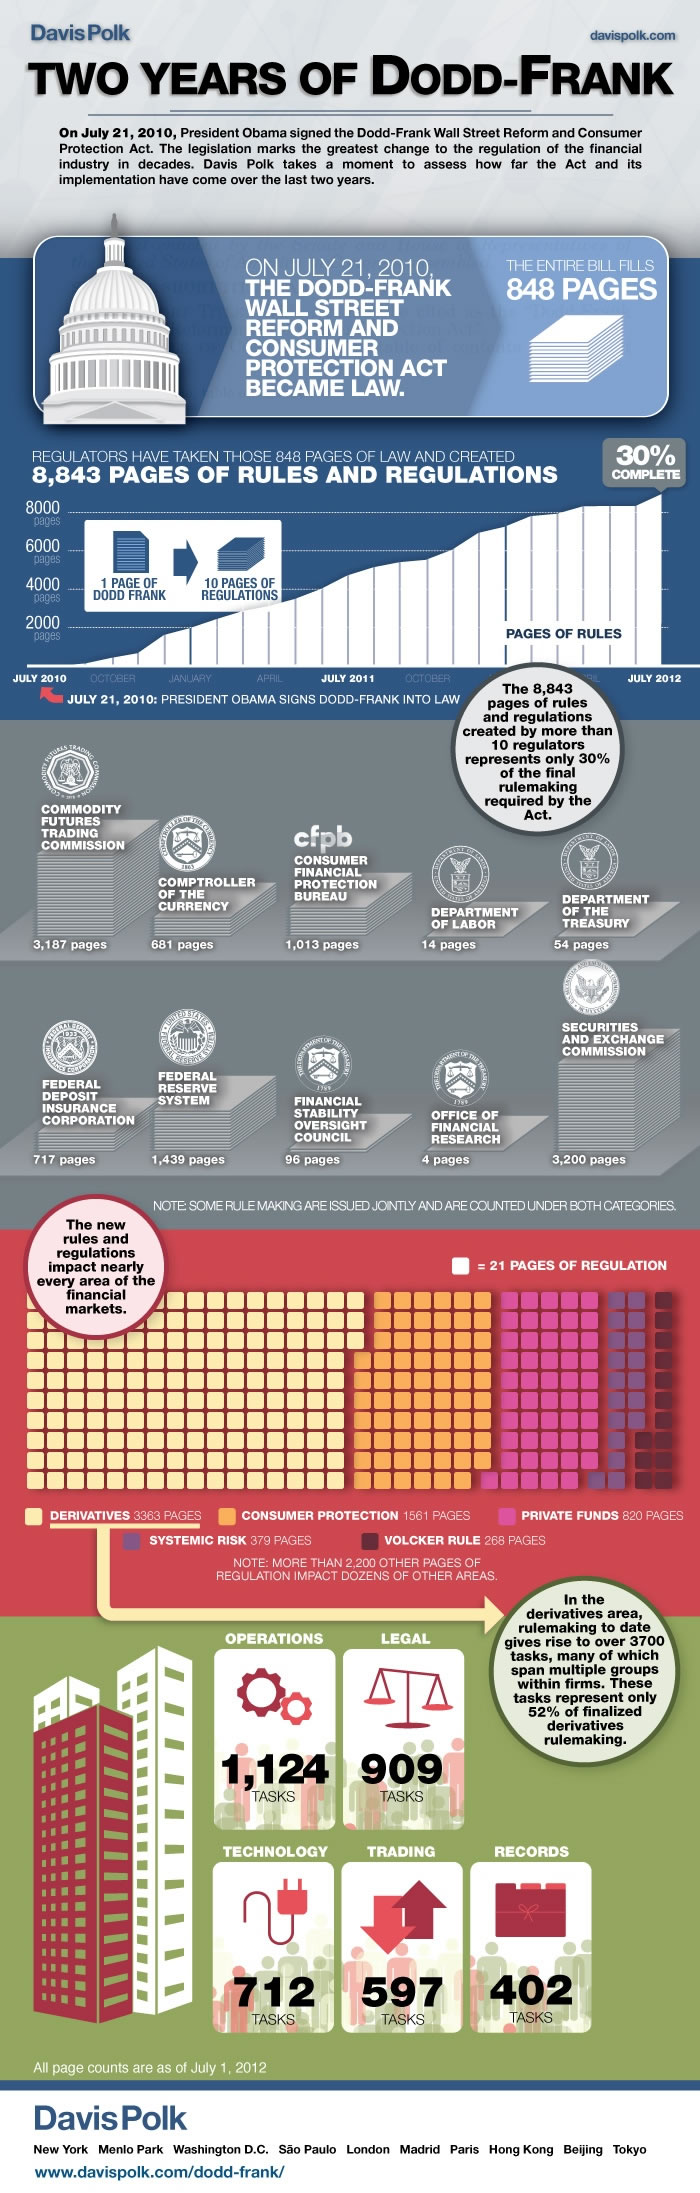 Davis Polk
davispolk.com
TWO YEARS OF DODD-FRANK
On July 21, 2010, President Obama signed the Dodd-Frank Wall Street Reform and Consumer
Protection Act. The legislation marks the greatest change to the regulation of the financial
industry in decades. Davis Polk takes a moment to assess how far the Act and its
implementation have come over the last two years.
ON JULY 21, 2010,
THE DODD-FRANK
WALL STREET
REFORM AND
CONSUMER
PROTECTION ACT
BECAME LAW.
THE ENTIRE BILL FILLS
848 PAGES
REGULATORS HAVE TAKEN THOSE 848 PAGES OF LAW AND CREATED
8,843 PAGES OF RULES AND REGULATIONS
30%
COMPLETE
8000
pages
6000
pages
4000
pages
2000
pages
1 PAGE OF
DODD FRANK
10 PAGES OF
REGULATIONS
PAGES OF RULES
JULY 2010
OCTOBER
JANUARY
APRIL
JULY 2011
OCTOBER
JULY 2012
JULY 21, 2010: PRESIDENT OBAMA SIGNS DODD-FRANK INTO LAW
The 8,843
pages of rules
and regulations
created by more than
10 regulators
represents only 30%
of the final
rulemaking
required by the
Act.
COMMODITY
FUTURES
TRADING
COMMISSION
3,187 pages
COMPTROLLER
OF THE
CURRENCY
681 pages
cfpb
CONSUMER
FINANCIAL
PROTECTION
BUREAU
1,013 pages
DEPARTMENT
OF LABOR
14 pages
DEPARTMENT
OF THE
TREASURY
54 pages
FEDERAL
DEPOSIT
INSURANCE
CORPORATION
717 pages
FEDERAL
RESERVE
SYSTEM
1,439 pages
FINANCIAL
STABILITY
OVERSIGHT
COUNCIL
96 pages
OFFICE OF
FINANCIAL
RESEARCH
4 pages
SECURITIES
AND EXCHANGE
COMMISSION
3,200 pages
NOTE: SOME RULE MAKING ARE ISSUED JOINTLY AND ARE COUNTED UNDER BOTH CATEGORIES.
The new
rules and
regulations
impact nearly
every area of the
financial
markets.
= 21 PAGES OF REGULATION
DERIVATIVES 3363 PAGES
CONSUMER PROTECTION 1561 PAGES
PRIVATE FUNDS 820 PAGES
SYSTEMIC RISK 379 PAGES
VOLCKER RULE 268 PAGES
NOTE: MORE THAN 2,200 OTHER PAGES OF
REGULATION IMPACT DOZENS OF OTHER AREAS.
In the
derivatives area,
rulemaking to date
gives rise to over 3700
tasks, many of which
span multiple groups
within firms. These
tasks represent only
52% of finalized
derivatives
rulemaking.
OPERATIONS
1,124
TASKS
LEGAL
909
TASKS
TECHNOLOGY
712
TASKS
TRADING
597
TASKS
RECORDS
402
TASKS
All page counts are as of July 1, 2012
Davis Polk
New York Menlo Park Washington D.C. São Paulo London Madrid Paris Hong Kong Beijing Tokyo
www.davispolk.com/dodd-frank/